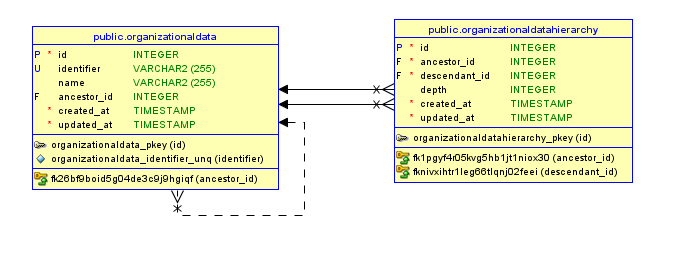 public.organizationaldata
P * id INTEGER
U identifier VARCHAR2 (255)
name VARCHAR2 (255)
F ancestor_id INTEGER
* created_at TIMESTAMP
* updated_at TIMESTAMP
organizationaldata_pkey (id)
organizationaldata_identifier_unq (identifier)
fk26bf9boid5g04de3c9j9hgiqf (ancestor_id)
public.organizationaldatahierarchy
P * id INTEGER
F * ancestor_id INTEGER
F * descendant_id INTEGER
depth INTEGER
* created_at TIMESTAMP
* updated_at TIMESTAMP
organizationaldatahierarchy_pkey (id)
fk1pgyf4r05kvg5hb1jt1niox30 (ancestor_id)
fknivxihtr1leg66tlqnj02feei (descendant_id)